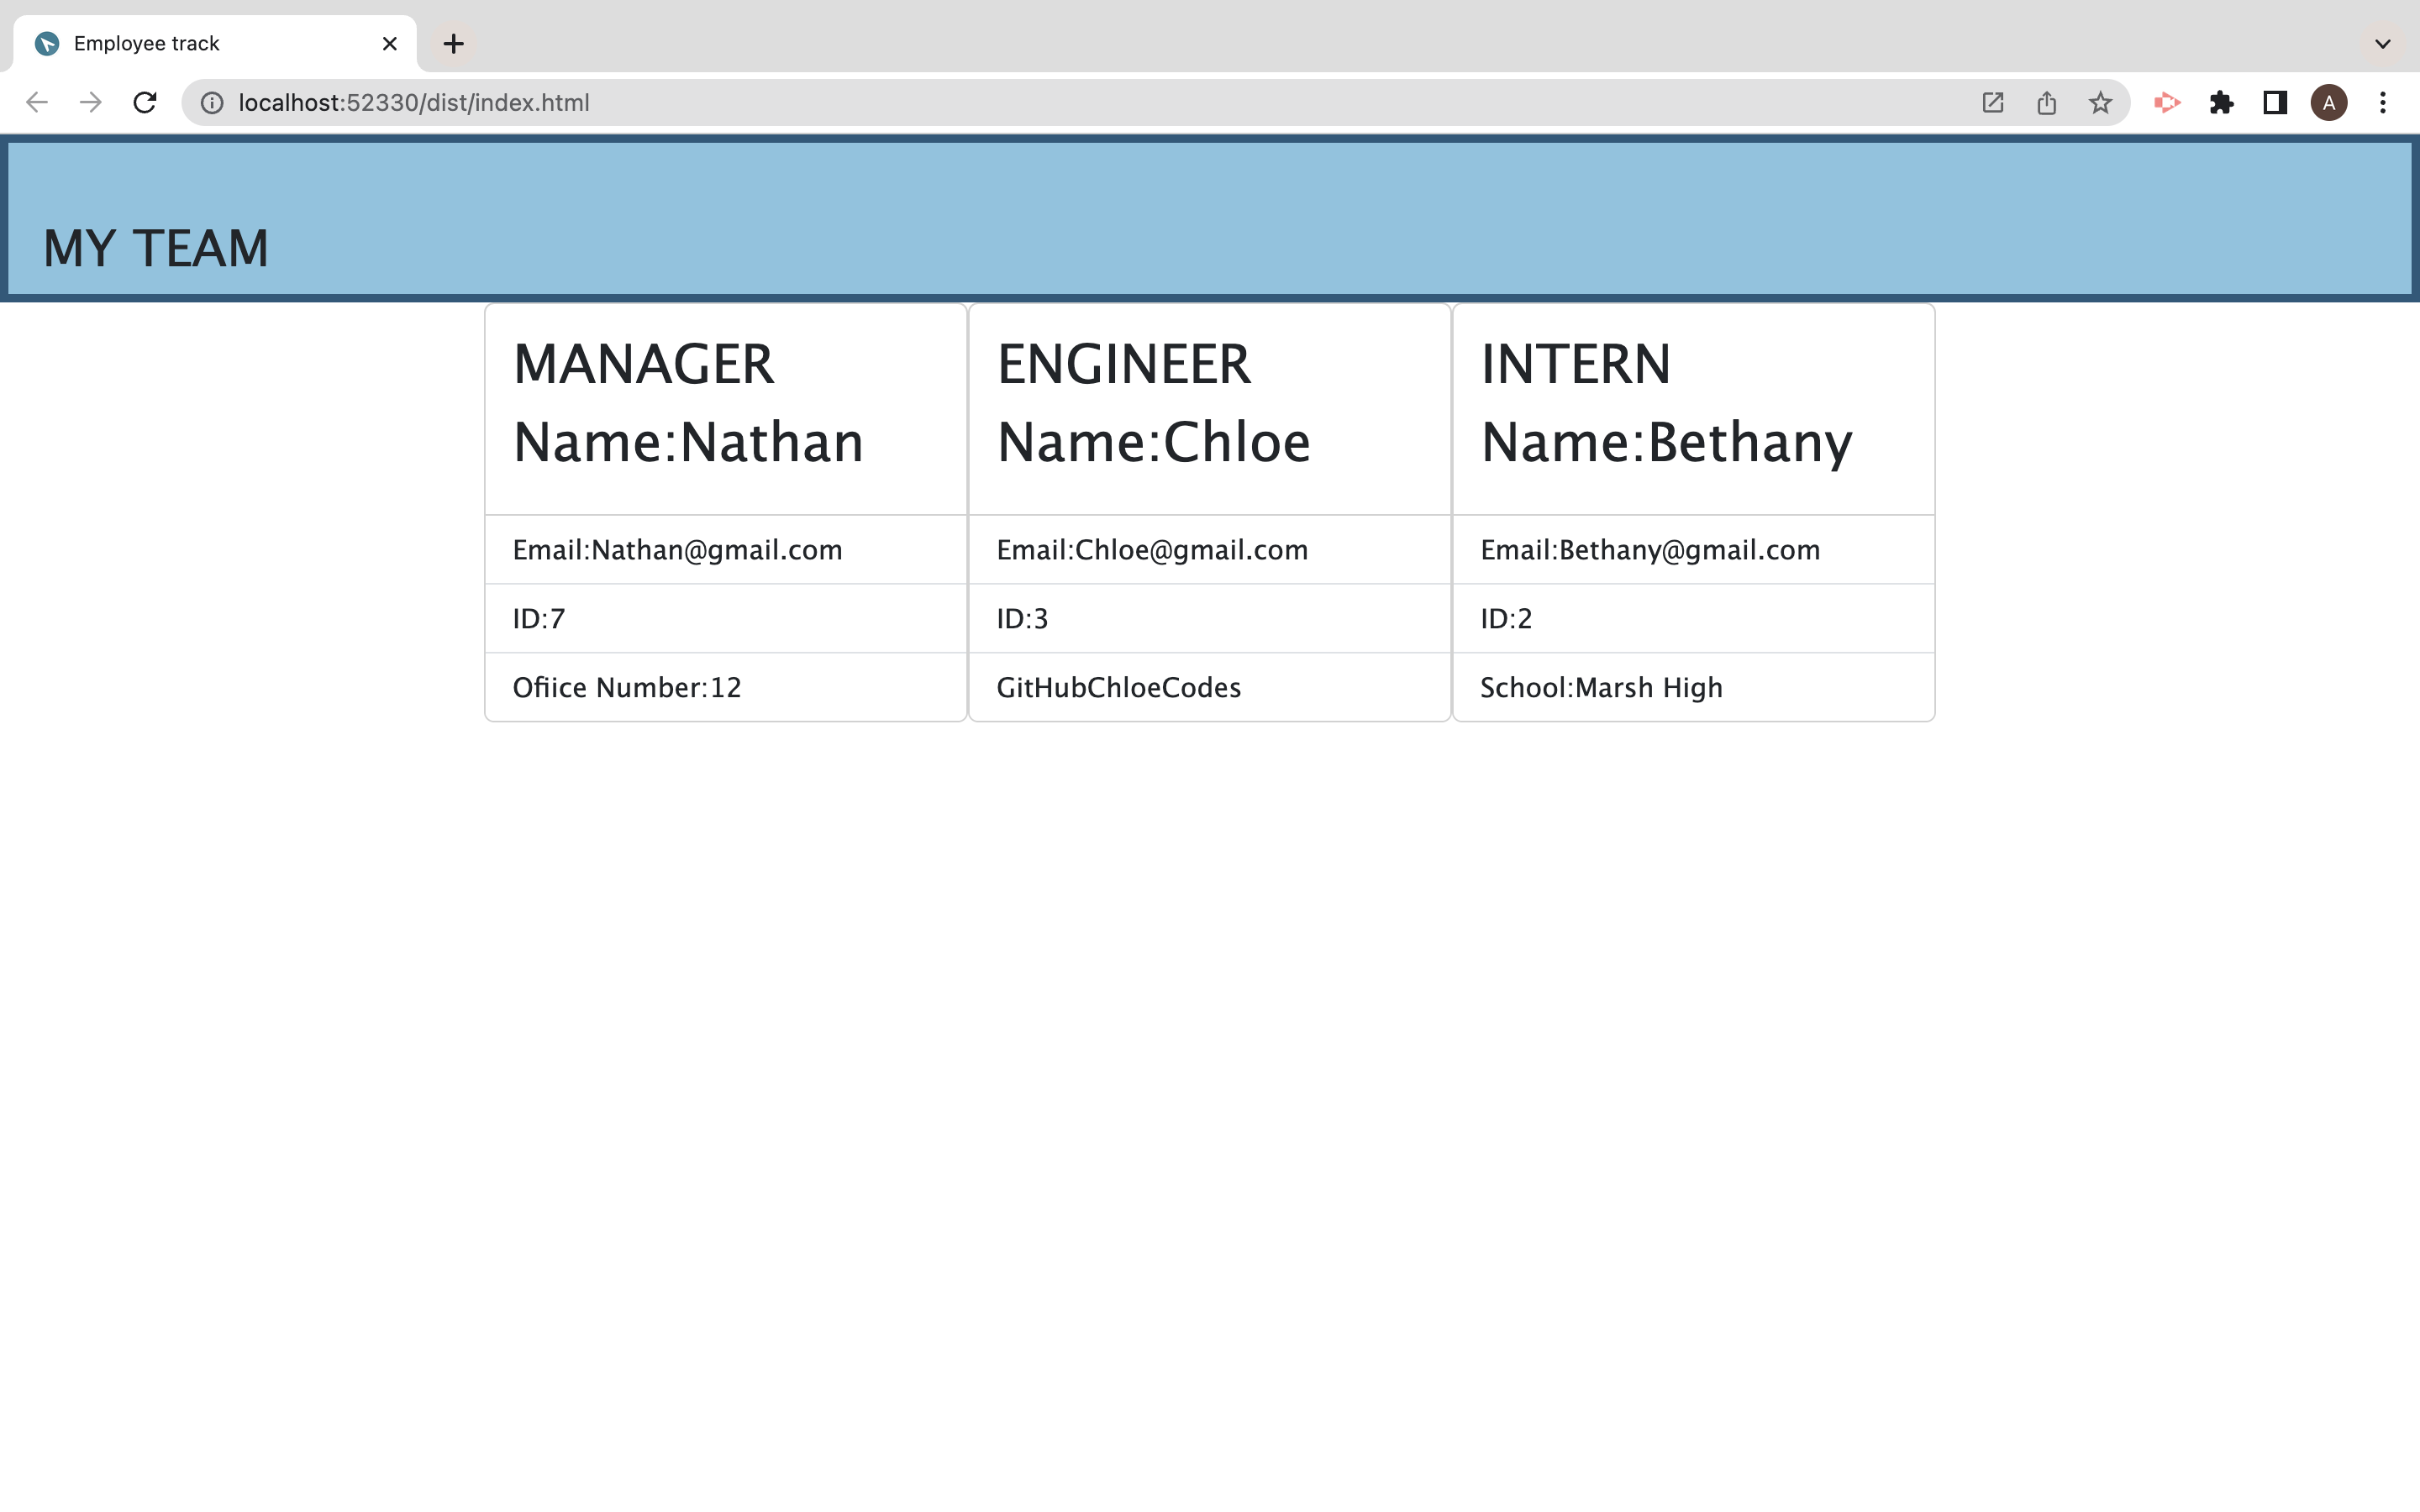 Employee track
localhost:52330/dist/index.html
A
MY TEAM
MANAGER
Name:Nathan
Email:Nathan@gmail.com
ID:7
Ofiice Number:12
ENGINEER
Name:Chloe
Email:Chloe@gmail.com
ID:3
GitHubChloeCodes
INTERN
Name:Bethany
Email:Bethany@gmail.com
ID:2
School:Marsh High